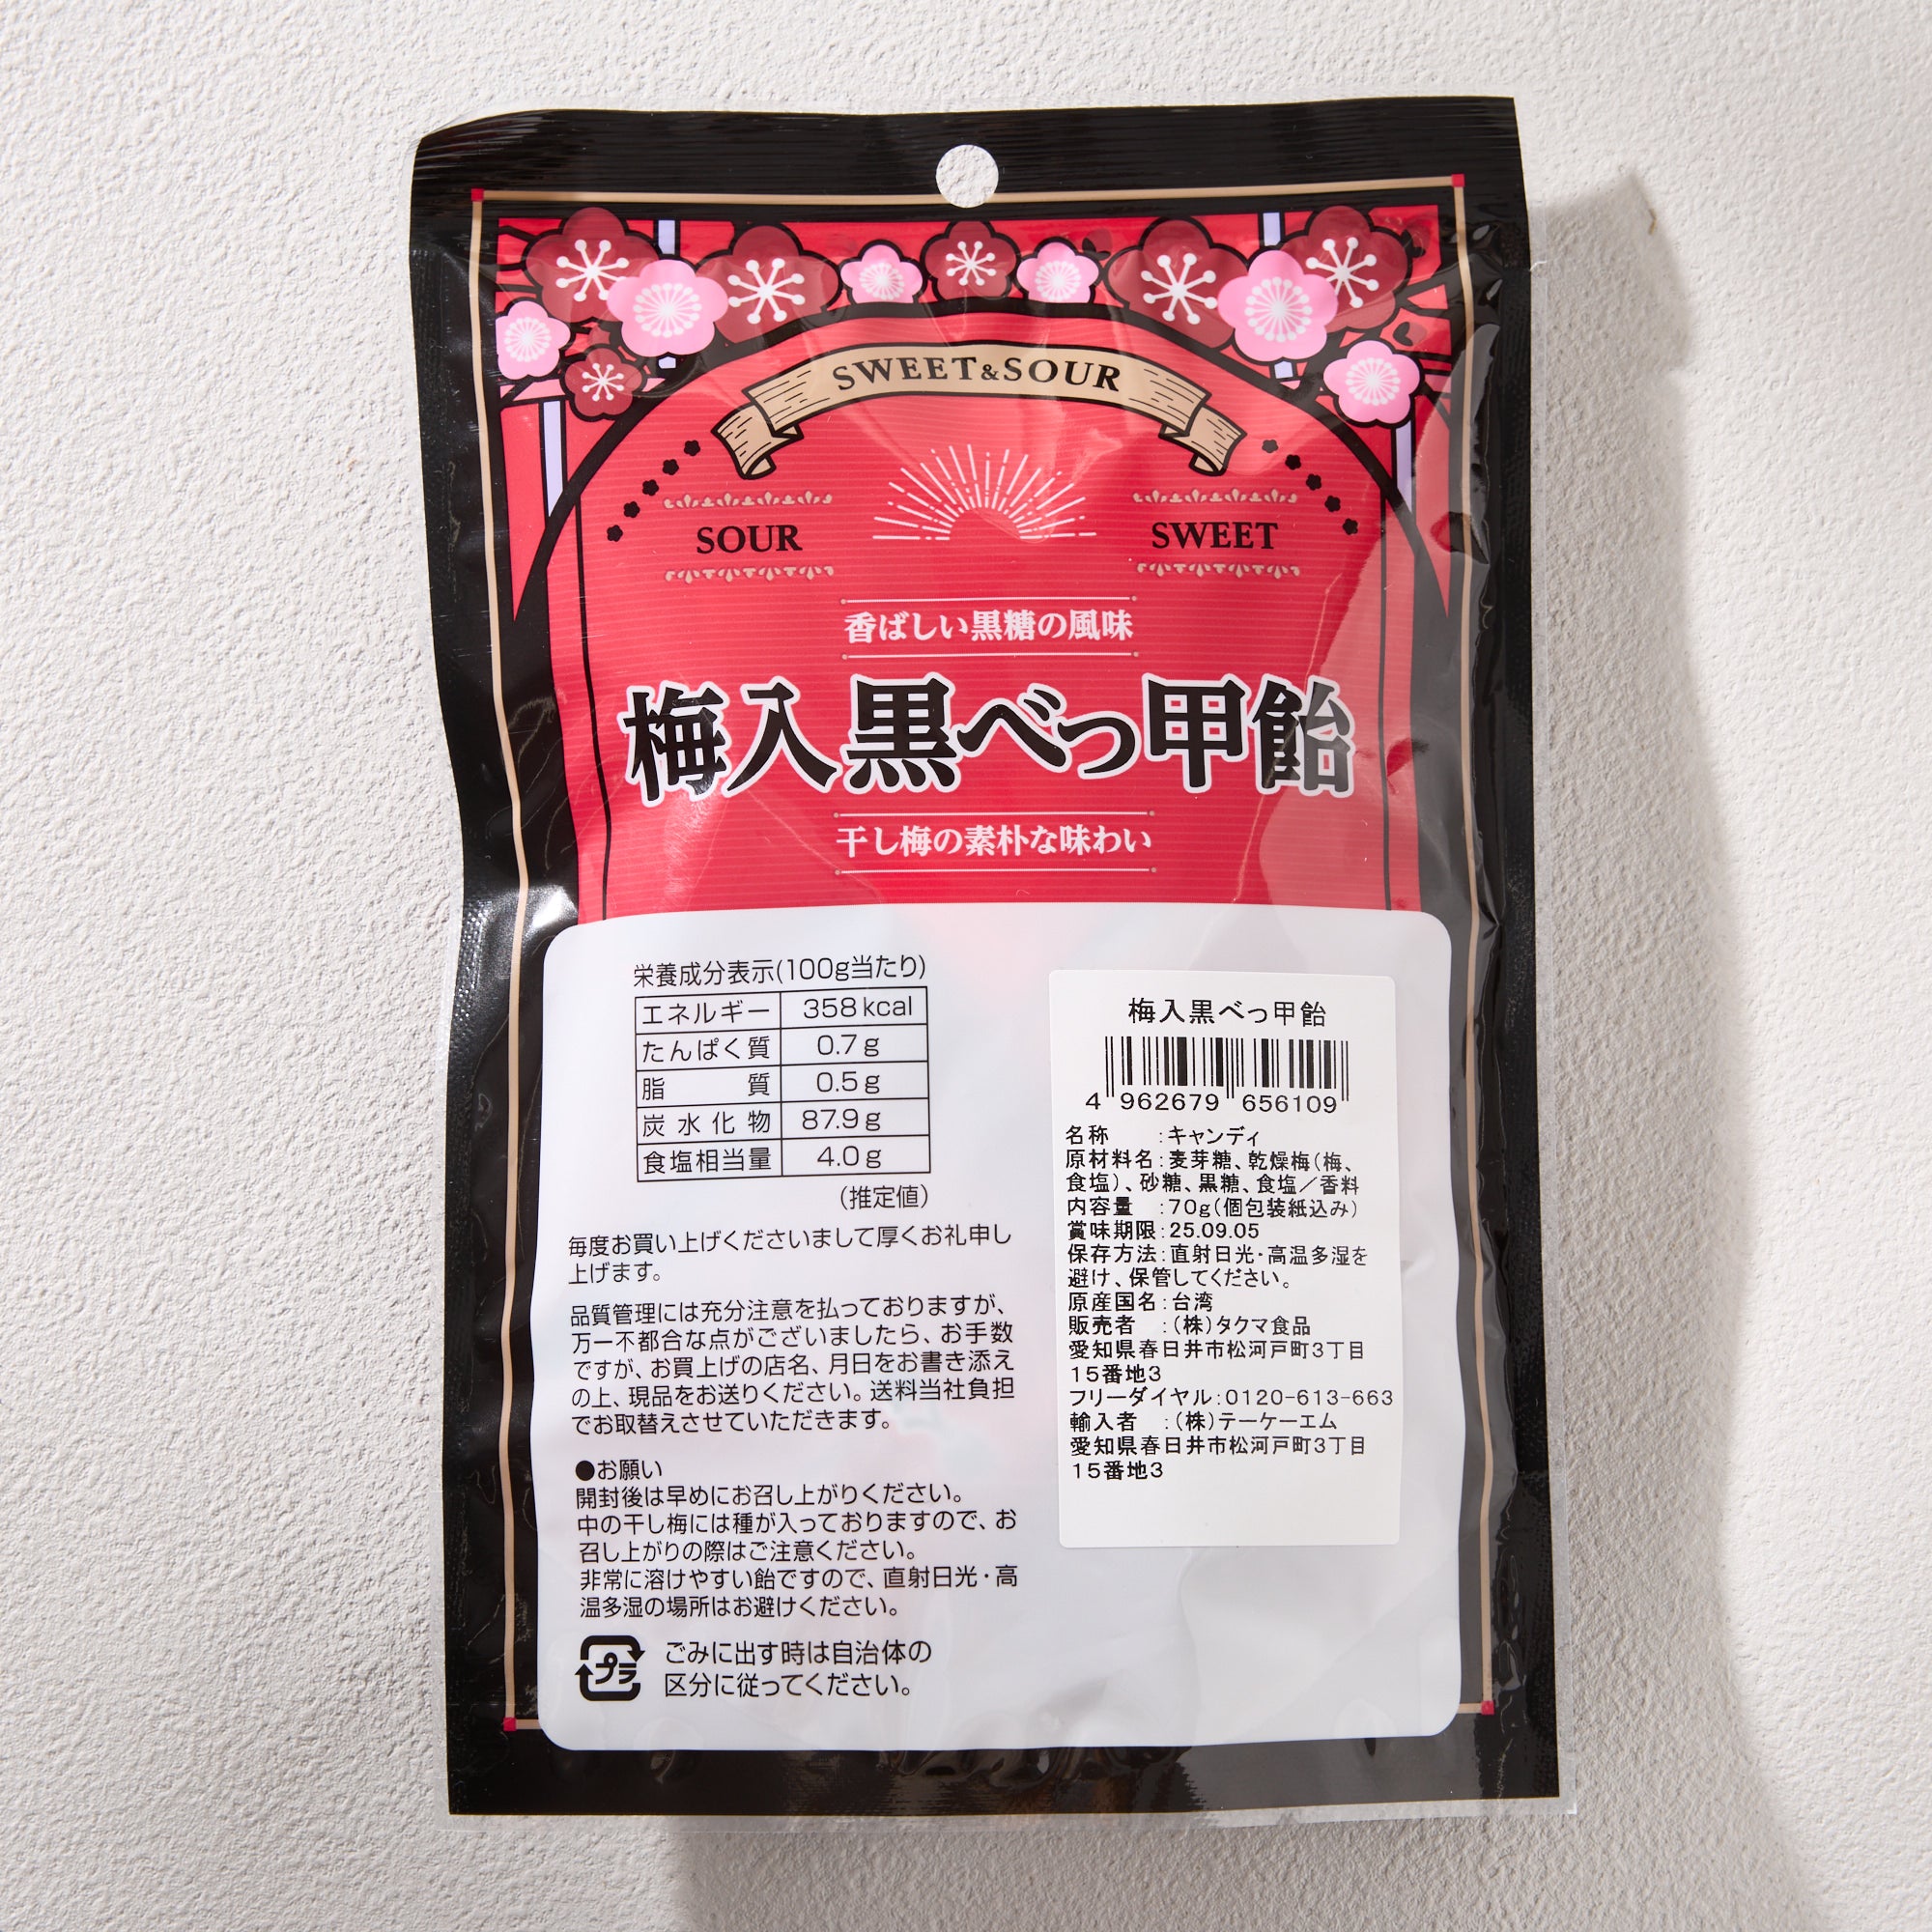 SWEET&SOUR
SOUR
SWEET
香ばしい黒糖の風味
梅入黒べっ甲飴
干し梅の素朴な味わい
栄養成分表示(100g当たり)
エネルギー 358kcal
たんぱく質 0.7g
脂質 0.5g
炭水化物 87.9g
食塩相当量 4.0g
(推定値)
毎度お買い上げくださいまして厚くお礼申し
上げます。
品質管理には充分注意を払っておりますが、
万一不都合な点がございましたら、お手数
ですが、お買上げの店名、月日をお書き添え
の上、現品をお送りください。送料当社負担
でお取替えさせていただきます。
●お願い
開封後は早めにお召し上がりください。
中の干し梅には種が入っておりますので、お
召し上がりの際はご注意ください。
非常に溶けやすい飴ですので、直射日光・高
温多湿の場所はお避けください。
プラ
ごみに出す時は自治体の
区分に従ってください。
梅入黒べっ甲飴
4 962679 656109
名称 :キャンディ
原材料名:麦芽糖、乾燥梅(梅、
食塩)、砂糖、黒糖、食塩/香料
内容量 :70g(個包装紙込み)
賞味期限:25.09.05
保存方法:直射日光・高温多湿を
避け、保管してください。
原産国名:台湾
販売者 :(株)タクマ食品
愛知県春日井市松河戸町3丁目
15番地3
フリーダイヤル:0120-613-663
輸入者 :(株)テーケーエム
愛知県春日井市松河戸町3丁目
15番地3